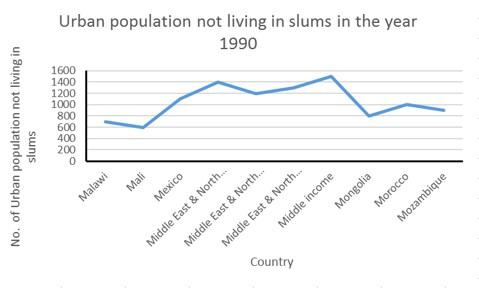 Urban population not living in slums in the year
1990
No. of Urban population not living in
slums
1600
1400
1200
1000
800
600
400
200
0
Malawi
Mali
Mexico
Middle East & North...
Middle East & North...
Middle East & North...
Middle income
Mongolia
Morocco
Mozambique
Country